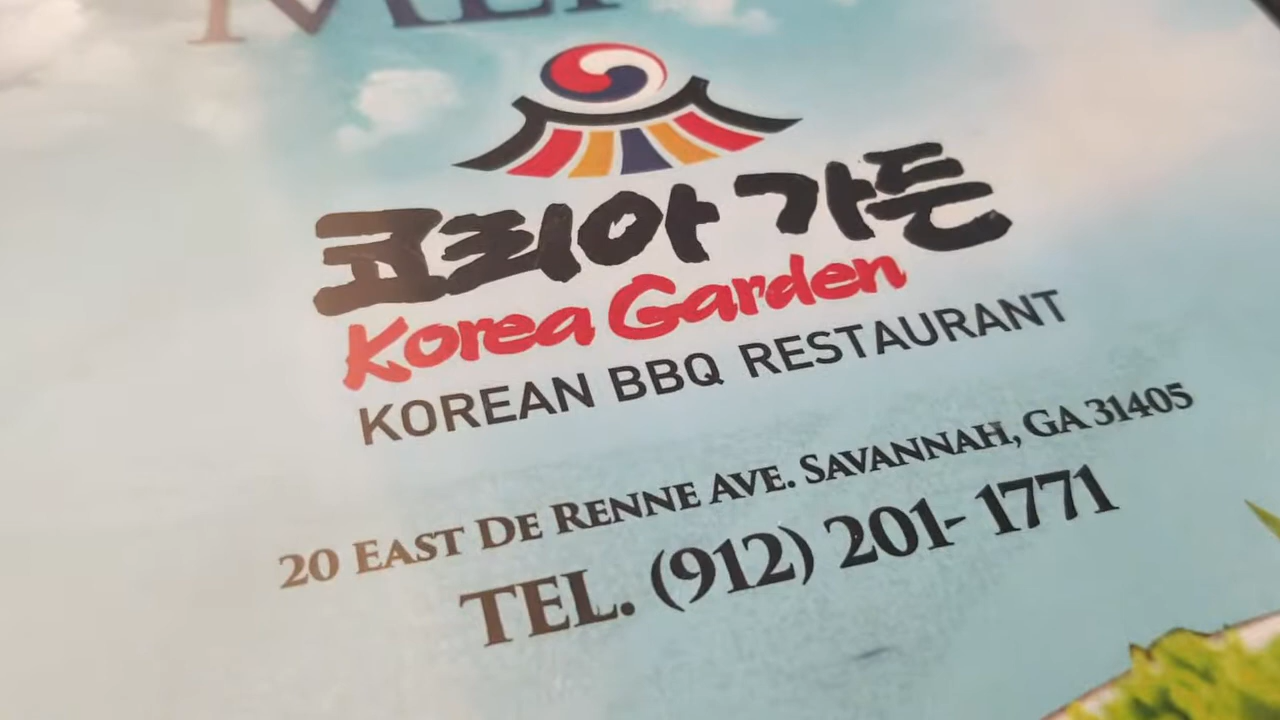 코리아 가든
Korea Garden
KOREAN BBQ RESTAURANT
20 EAST DE RENNE AVE. SAVANNAH, GA 31405
TEL. (912) 201-1771